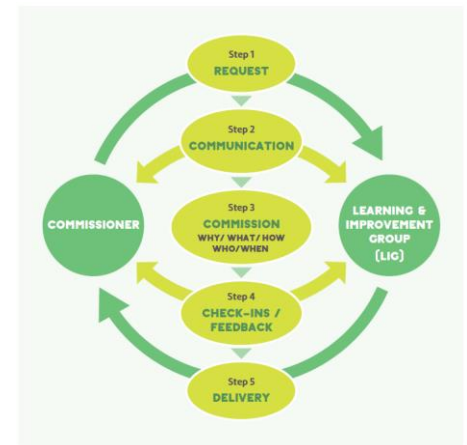 Step 1
REQUEST
Step 2
COMMUNICATION
COMMISSIONER
Step 3
COMMISSION
WHY/ WHAT/ HOW
WHO/WHEN
LEARNING &
IMPROVEMENT
GROUP
(LIG)
Step 4
CHECK-INS /
FEEDBACK
Step 5
DELIVERY